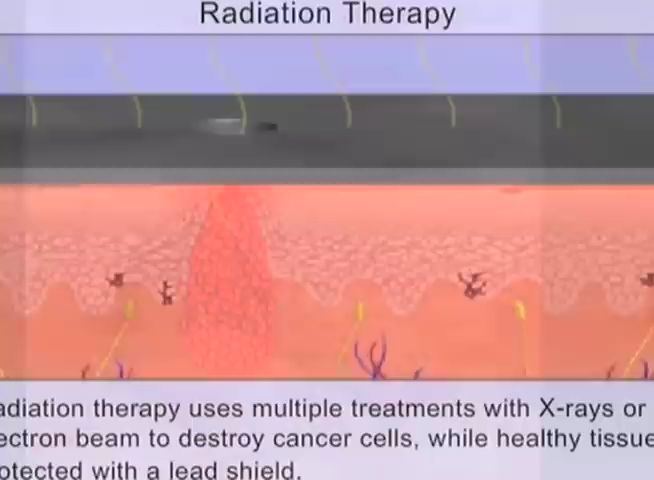 Radiation Therapy
adiation therapy uses multiple treatments with X-rays or
ectron beam to destroy cancer cells, while healthy tissue
otected with a lead shield.